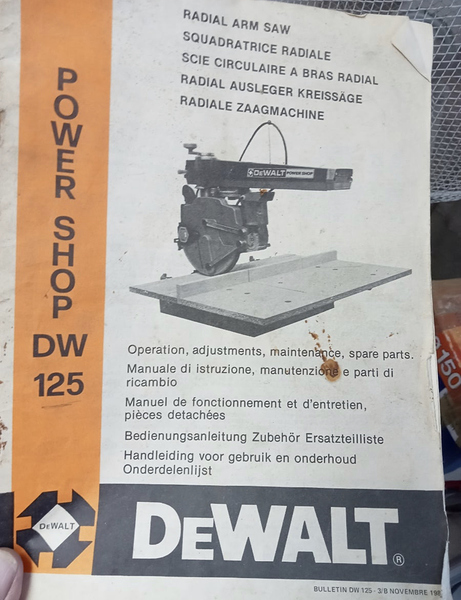 RADIAL ARM SAW
SQUADRATRICE RADIALE
SCIE CIRCULAIRE A BRAS RADIAL
RADIAL AUSLEGER KREISSÄGE
RADIALE ZAAGMACHINE
POWER SHOP
DW
125
DEWALT POWER SHOP
Operation, adjustments, maintenance, spare parts.
Manuale di istruzione, manutenzione e parti di
ricambio
Manuel de fonctionnement et d'entretien,
pièces detachées
Bedienungsanleitung Zubehör Ersatzteilliste
Handleiding voor gebruik en onderhoud
Onderdelenlijst
DEWALT
DEWALT®
BULLETIN DW 125 - 3/8 NOVEMBRE
150